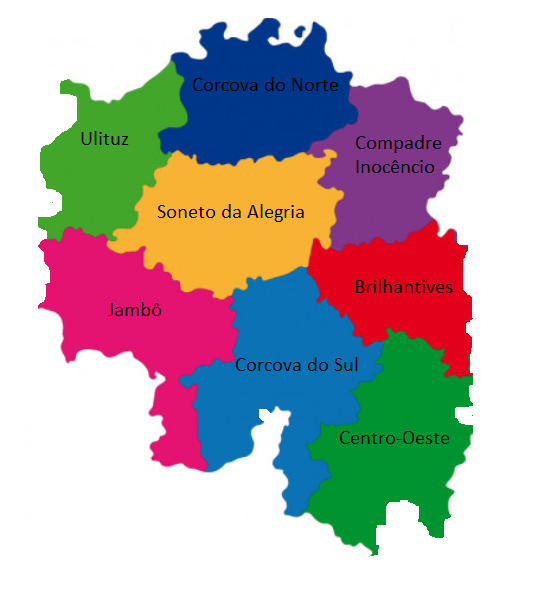 Corcova do Norte
Ulituz
Compadre
Inocêncio
Soneto da Alegria
Brilhantives
Jambô
Corcova do Sul
Centro-Oeste